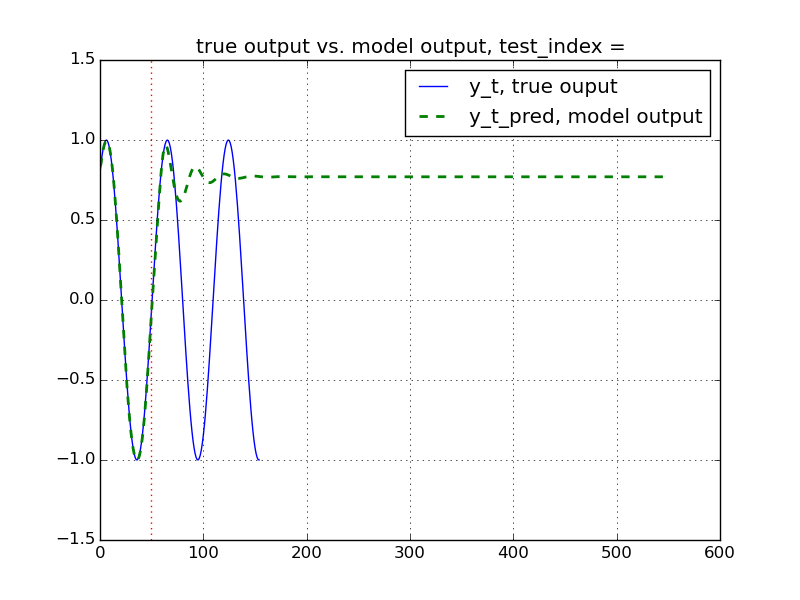 true output vs. model output, test_index =
y_t, true ouput
y_t_pred, model output
1.5
1.0
0.5
0.0
−0.5
−1.0
−1.5
0 100 200 300 400 500 600